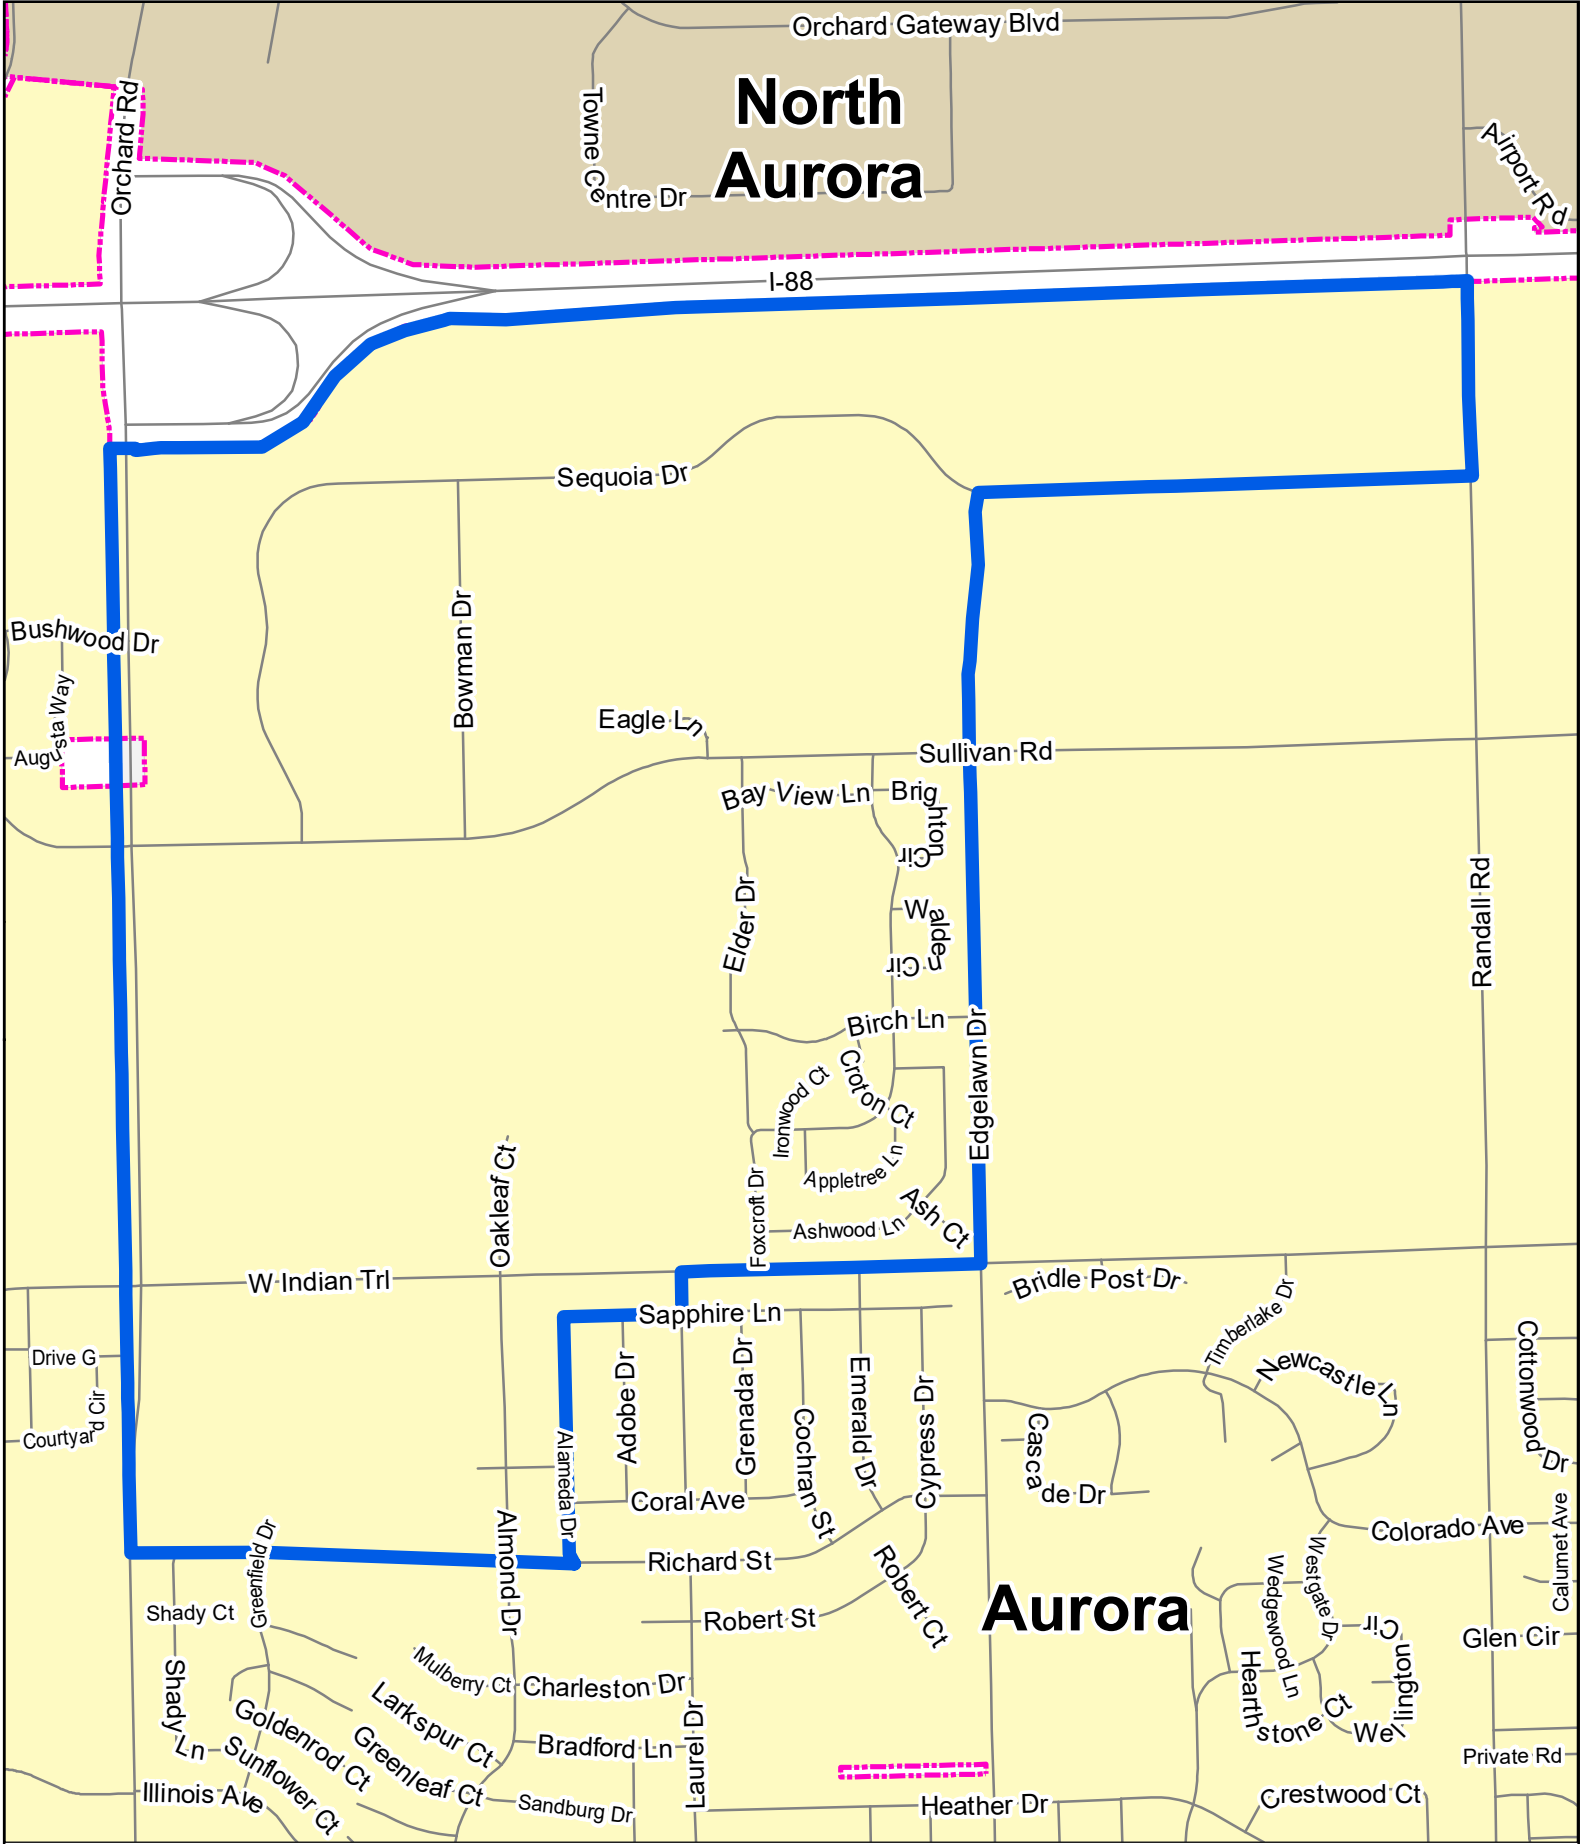 Orchard Gateway Blvd
North
Aurora
Orchard Rd
Towne Centre Dr
Airport Rd
I-88
Sequoia Dr
Bowman Dr
Bushwood Dr
Augusta Way
Eagle Ln
Sullivan Rd
Bay View Ln
Brighton Cir
Elder Dr
Walden Cir
Randall Rd
Birch Ln
Edgelawn Dr
Croton Ct
Ironwood Ct
Appletree Ln
Foxcroft Dr
Ashwood Ln
Ash Ct
Oakleaf Ct
W Indian Trl
Bridle Post Dr
Timberlake Dr
Sapphire Ln
Drive G
Courtyard Cir
Adobe Dr
Grenada Dr
Emerald Dr
Cypress Dr
Cochran St
Alameda Dr
Newcastle Ln
Cottonwood Dr
Cascade Dr
Coral Ave
Almond Dr
Colorado Ave
Calumet Ave
Richard St
Greenfield Dr
Robert Ct
Aurora
Westgate Dr
Wedgewood Ln
Shady Ct
Robert St
Glen Cir
Wellington Cir
Hearthstone Ct
Shady Ln
Mulberry Ct
Charleston Dr
Larkspur Ct
Laurel Dr
Goldenrod Ct
Greenleaf Ct
Bradford Ln
Private Rd
Sunflower Ct
Illinois Ave
Sandburg Dr
Heather Dr
Crestwood Ct